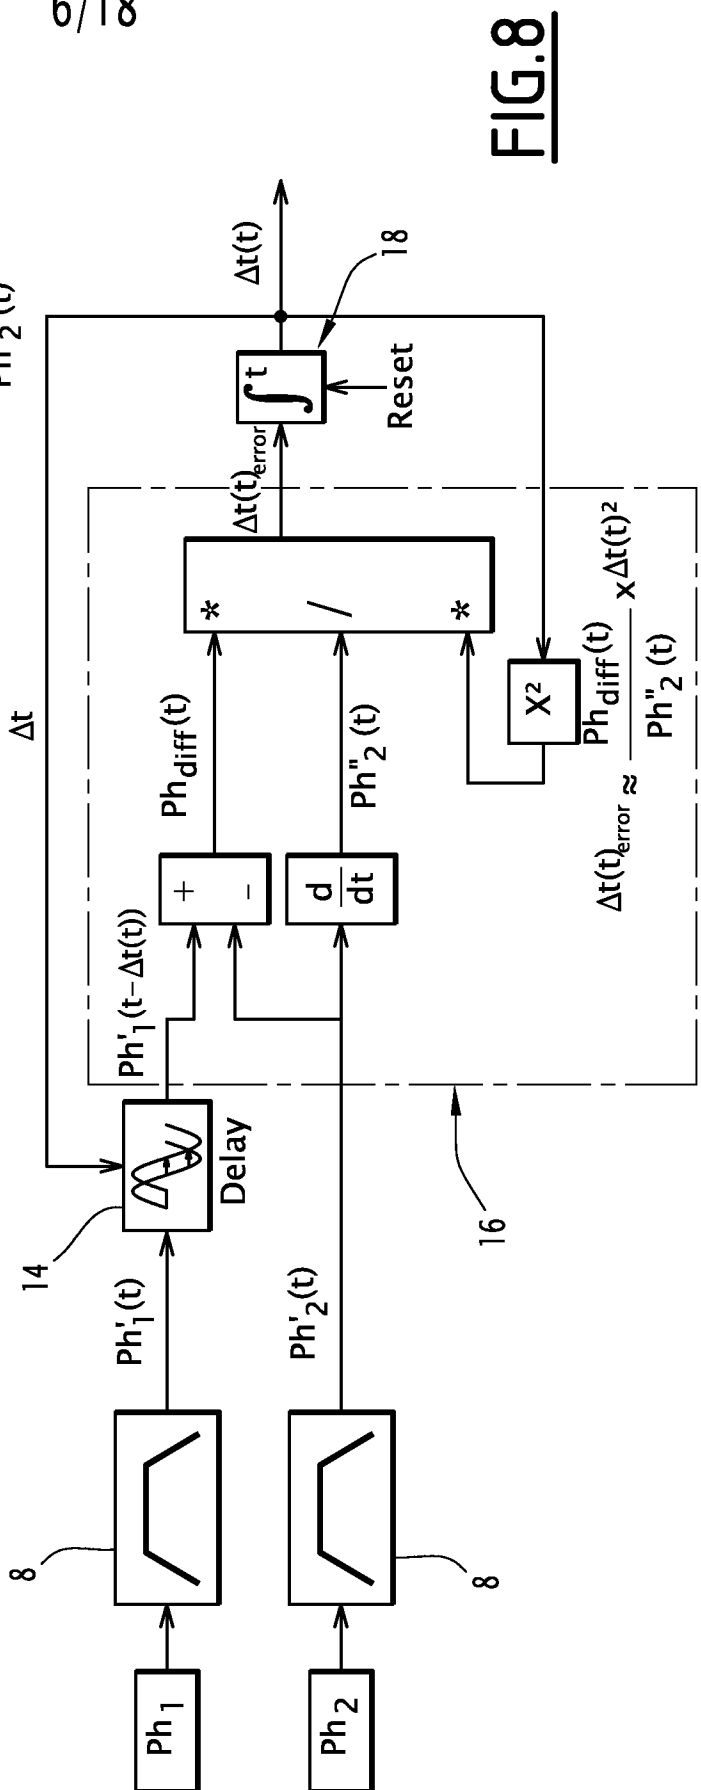 6/18
FIG.8
Ph"2 (t)
Δt
Δt(t)
18
∫t
Reset
Δt(t)error
*
/
*
X²
Phdiff(t)
Ph"2 (t)
+
-
d
dt
Δt(t)error ≈ Phdiff(t) / Ph"2 (t) x Δt(t)²
Ph'1(t-Δt(t))
16
14
Delay
Ph'1(t)
Ph'2(t)
8
8
Ph1
Ph2